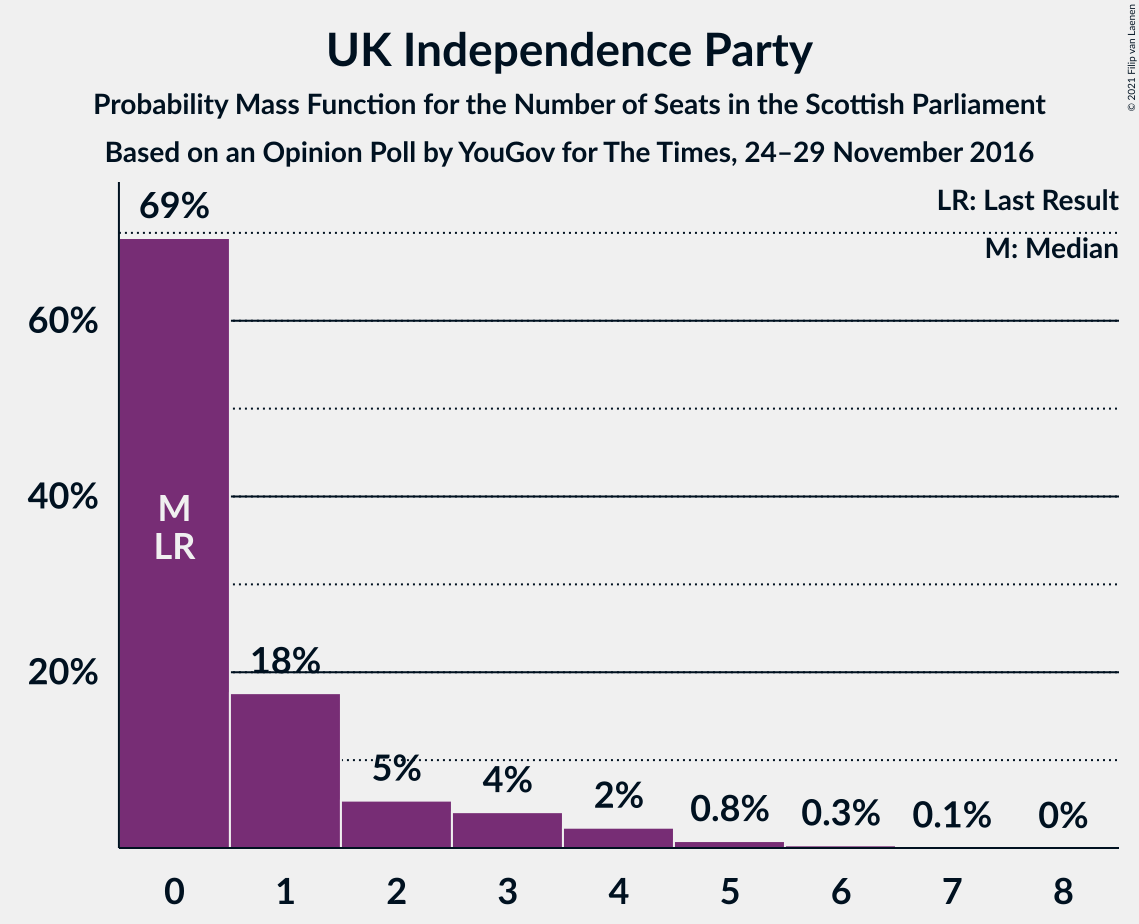 UK Independence Party
Probability Mass Function for the Number of Seats in the Scottish Parliament
Based on an Opinion Poll by YouGov for The Times, 24–29 November 2016
© 2021 Filip van Laenen
LR: Last Result
M: Median
69%
60%
40%
M
LR
18%
20%
5%
4%
2%
0.8%
0.3%
0.1%
0%
0 1 2 3 4 5 6 7 8